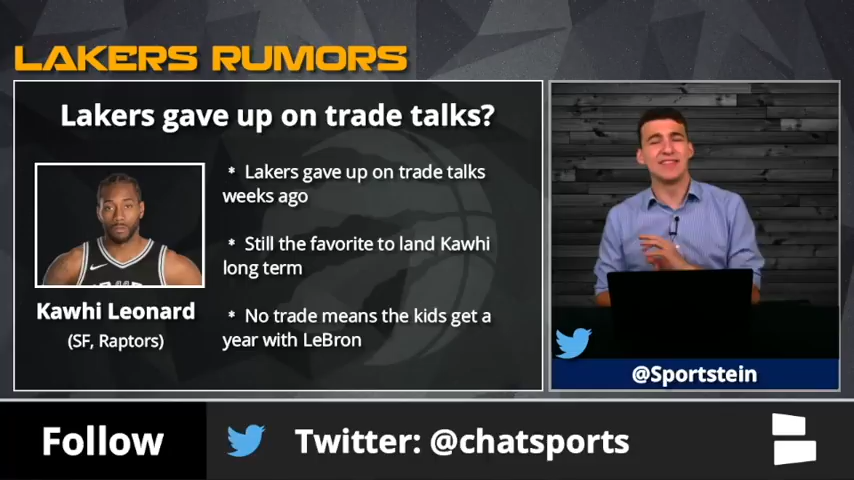 LAKERS RUMORS
Lakers gave up on trade talks?
* Lakers gave up on trade talks
weeks ago
* Still the favorite to land Kawhi
long term
* No trade means the kids get a
year with LeBron
Kawhi Leonard
(SF, Raptors)
@Sportstein
Follow
Twitter: @chatsports